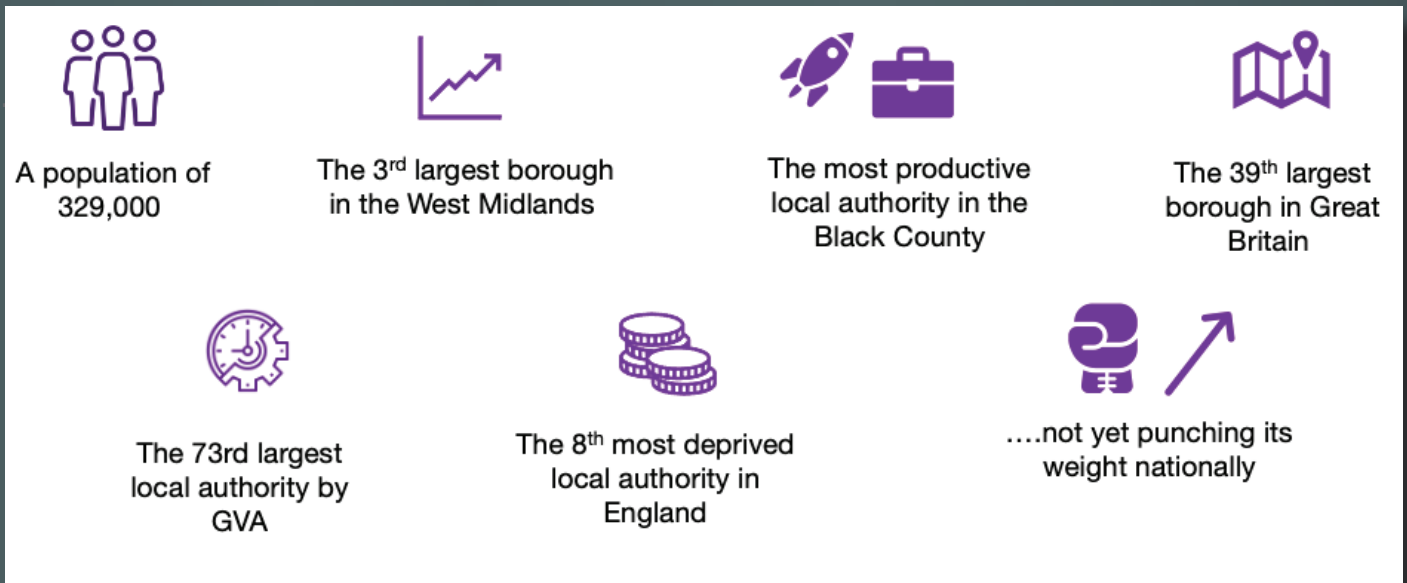 A population of
329,000
The 3rd largest borough
in the West Midlands
The most productive
local authority in the
Black County
The 39th largest
borough in Great
Britain
The 73rd largest
local authority by
GVA
The 8th most deprived
local authority in
England
....not yet punching its
weight nationally